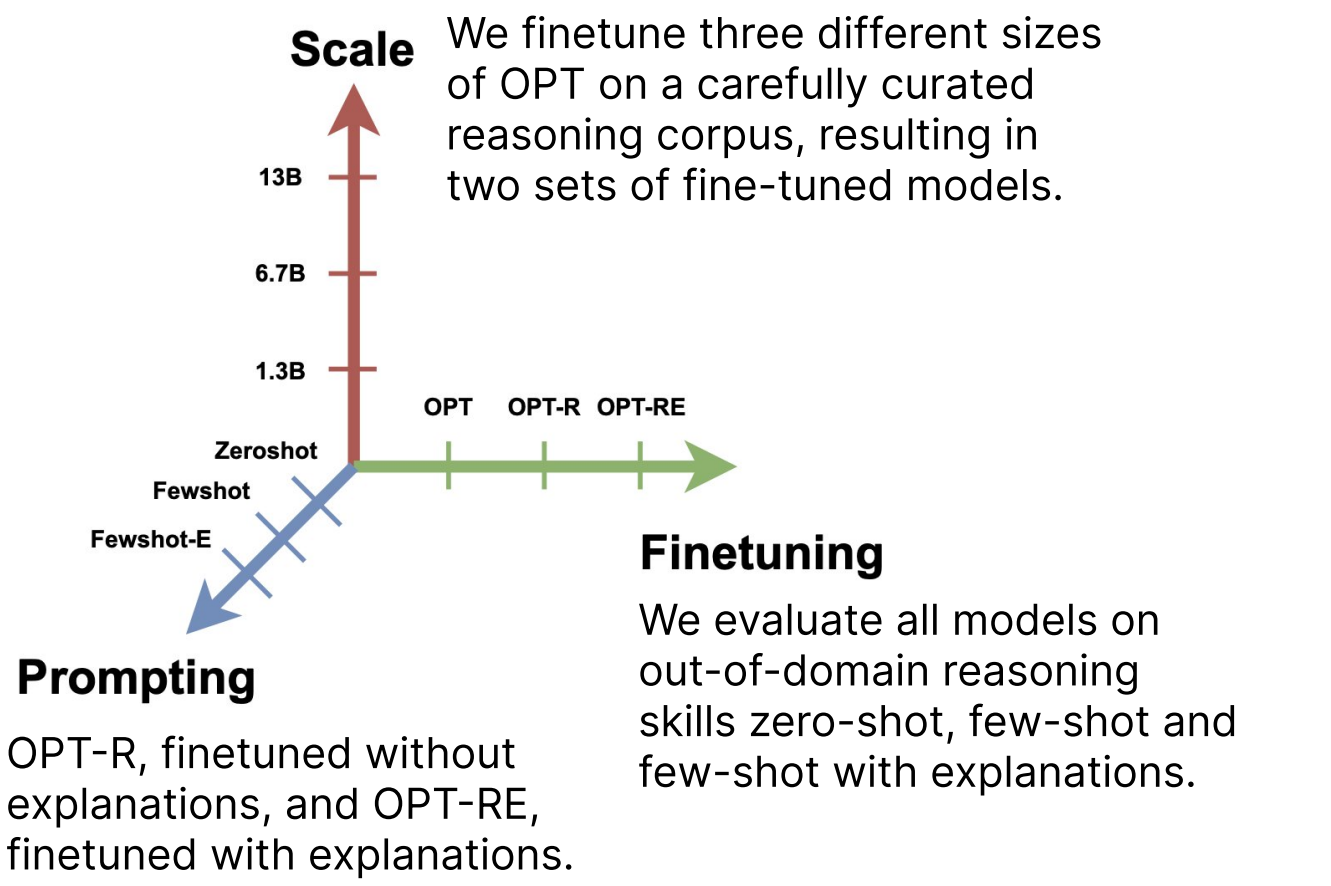 Scale
We finetune three different sizes
of OPT on a carefully curated
reasoning corpus, resulting in
two sets of fine-tuned models.
13B
6.7B
1.3B
OPT OPT-R OPT-RE
Zeroshot
Fewshot
Fewshot-E
Finetuning
We evaluate all models on
out-of-domain reasoning
skills zero-shot, few-shot and
few-shot with explanations.
Prompting
OPT-R, finetuned without
explanations, and OPT-RE,
finetuned with explanations.